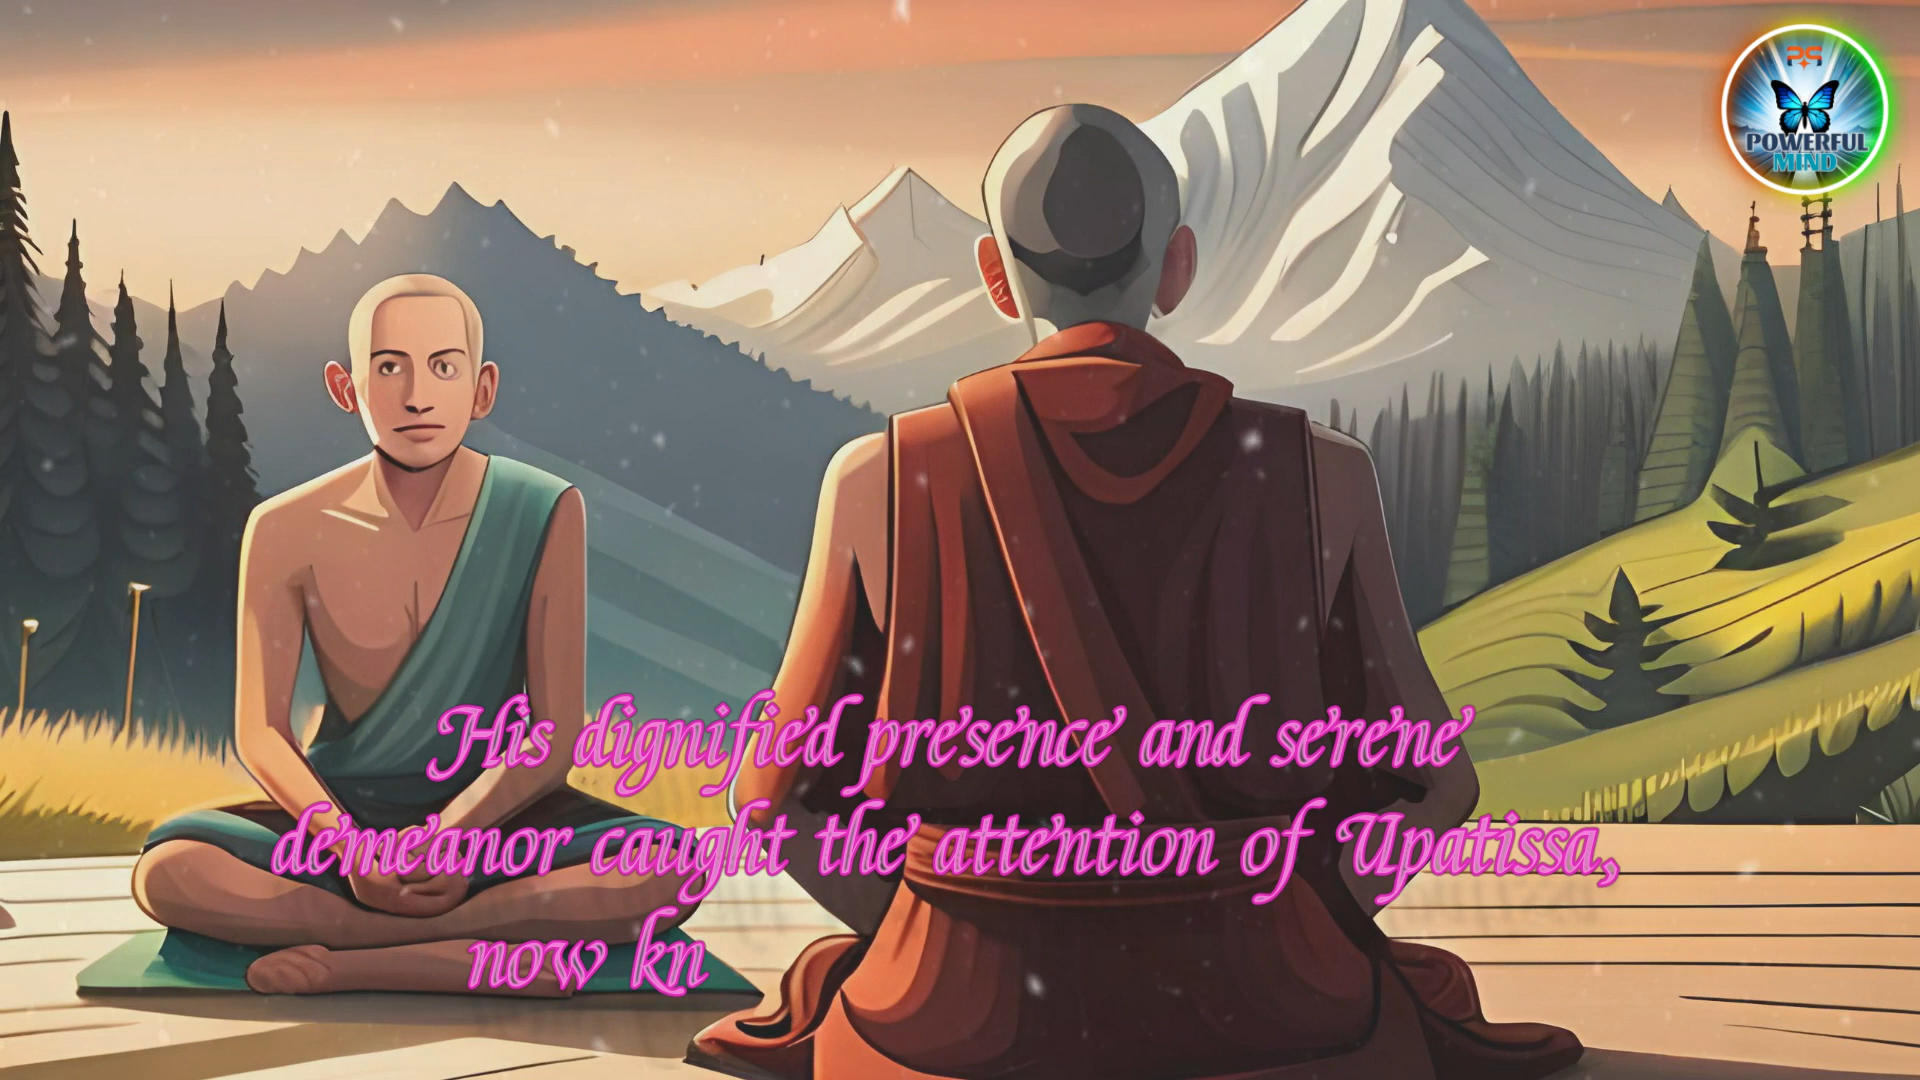 POWERFUL
MIND
His dignified presence and serene
demeanor caught the attention of Upatissa,
now kn